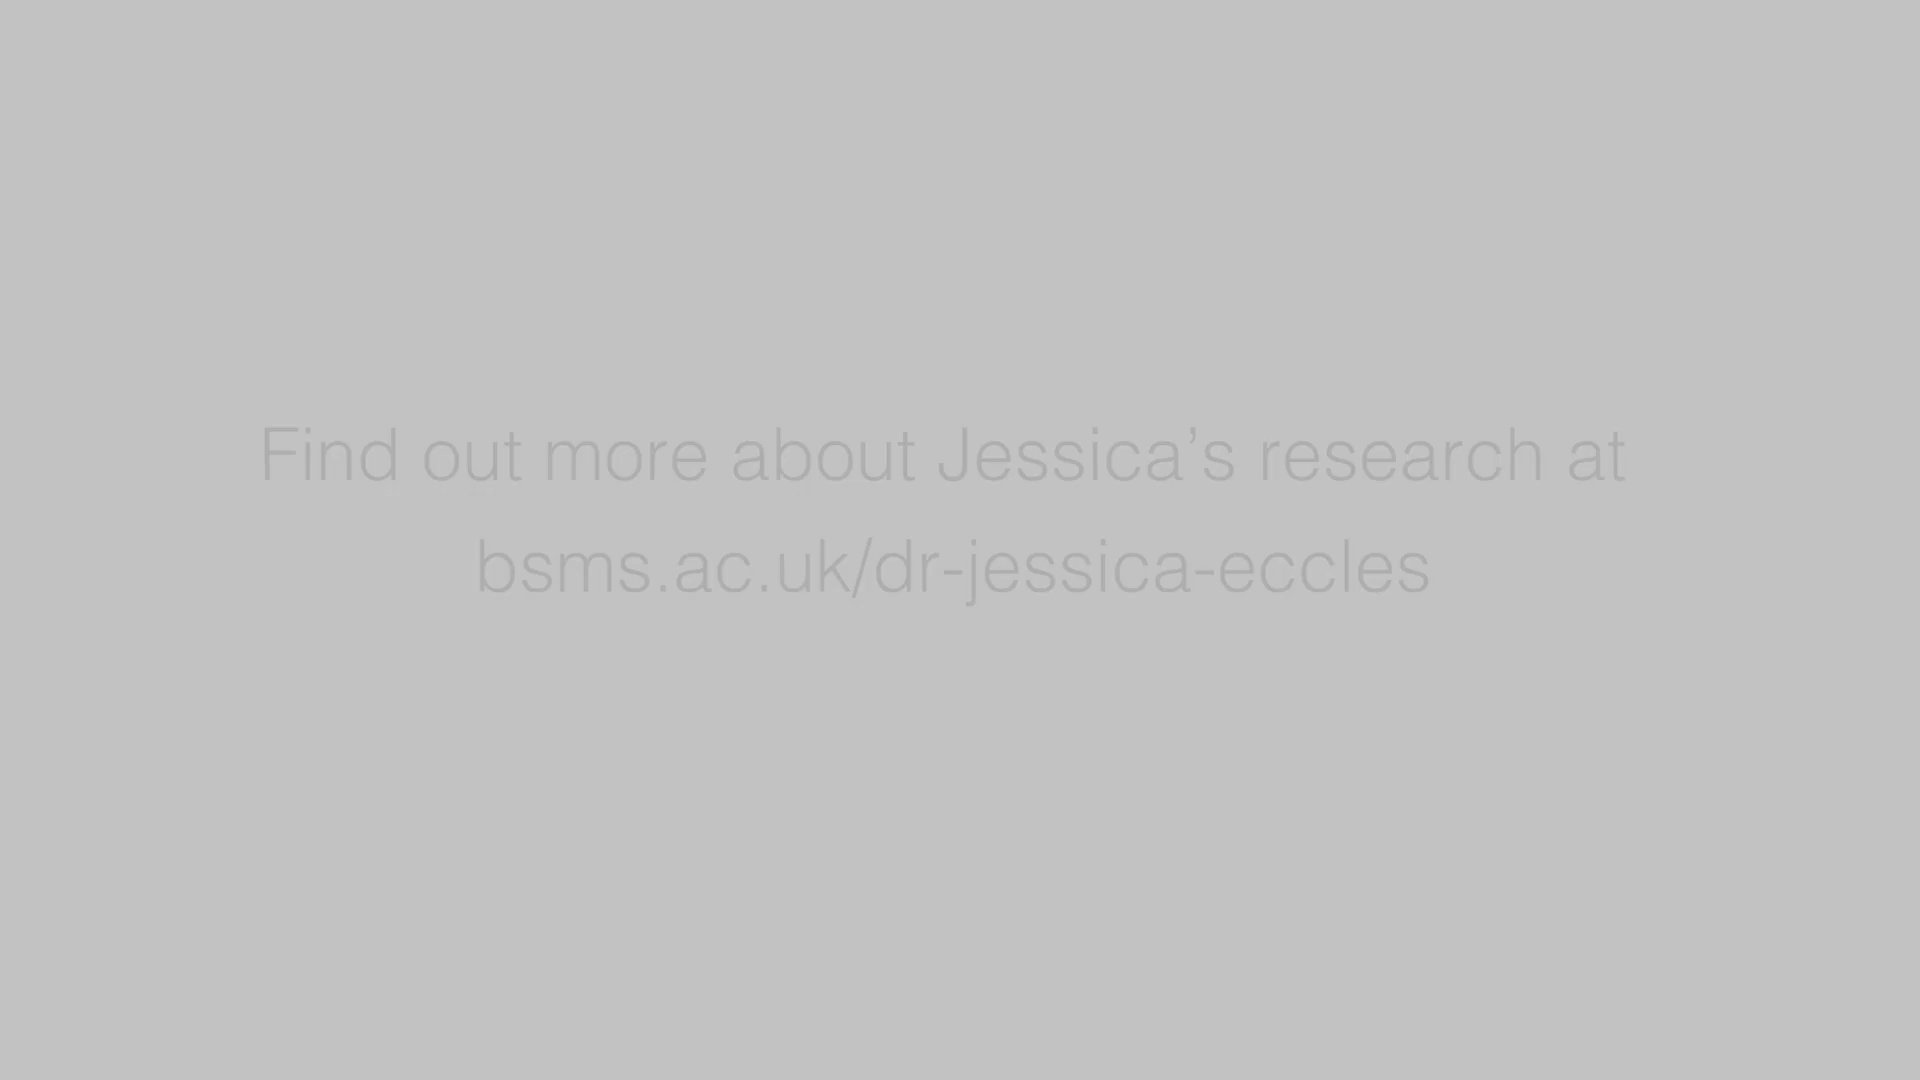 Find out more about Jessica’s research at
bsms.ac.uk/dr-jessica-eccles